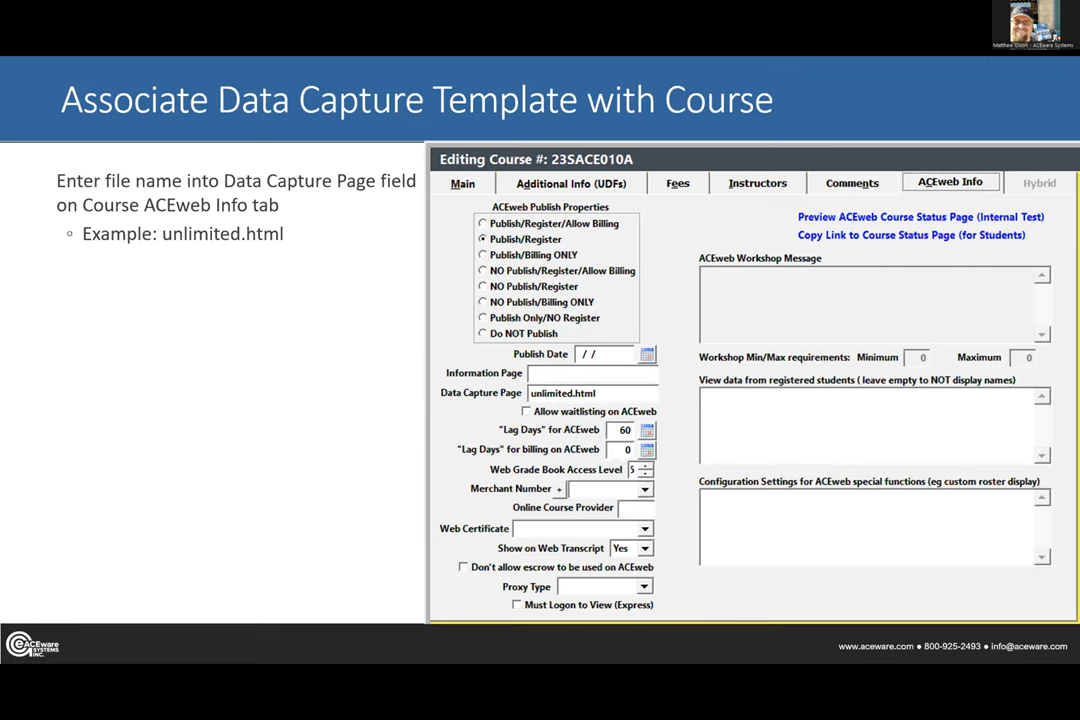 Matthew Olson - ACEware Systems
Associate Data Capture Template with Course
Enter file name into Data Capture Page field
on Course ACEweb Info tab
◦ Example: unlimited.html
Editing Course #: 23SACE010A
Main Additional Info (UDFs) Fees Instructors Comments ACEweb Info Hybrid
ACEweb Publish Properties
Publish/Register/Allow Billing
Publish/Register
Publish/Billing ONLY
NO Publish/Register/Allow Billing
NO Publish/Register
NO Publish/Billing ONLY
Publish Only/NO Register
Do NOT Publish
Publish Date / /
Information Page
Data Capture Page unlimited.html
Allow waitlisting on ACEweb
"Lag Days" for ACEweb 60
"Lag Days" for billing on ACEweb 0
Web Grade Book Access Level 5
Merchant Number +
Online Course Provider
Web Certificate
Show on Web Transcript Yes
Don't allow escrow to be used on ACEweb
Proxy Type
Must Logon to View (Express)
Preview ACEweb Course Status Page (Internal Test)
Copy Link to Course Status Page (for Students)
ACEweb Workshop Message
Workshop Min/Max requirements: Minimum 0 Maximum 0
View data from registered students ( leave empty to NOT display names)
Configuration Settings for ACEweb special functions (eg custom roster display)
ACEware
SYSTEMS
INC.
www.aceware.com ● 800-925-2493 ● info@aceware.com